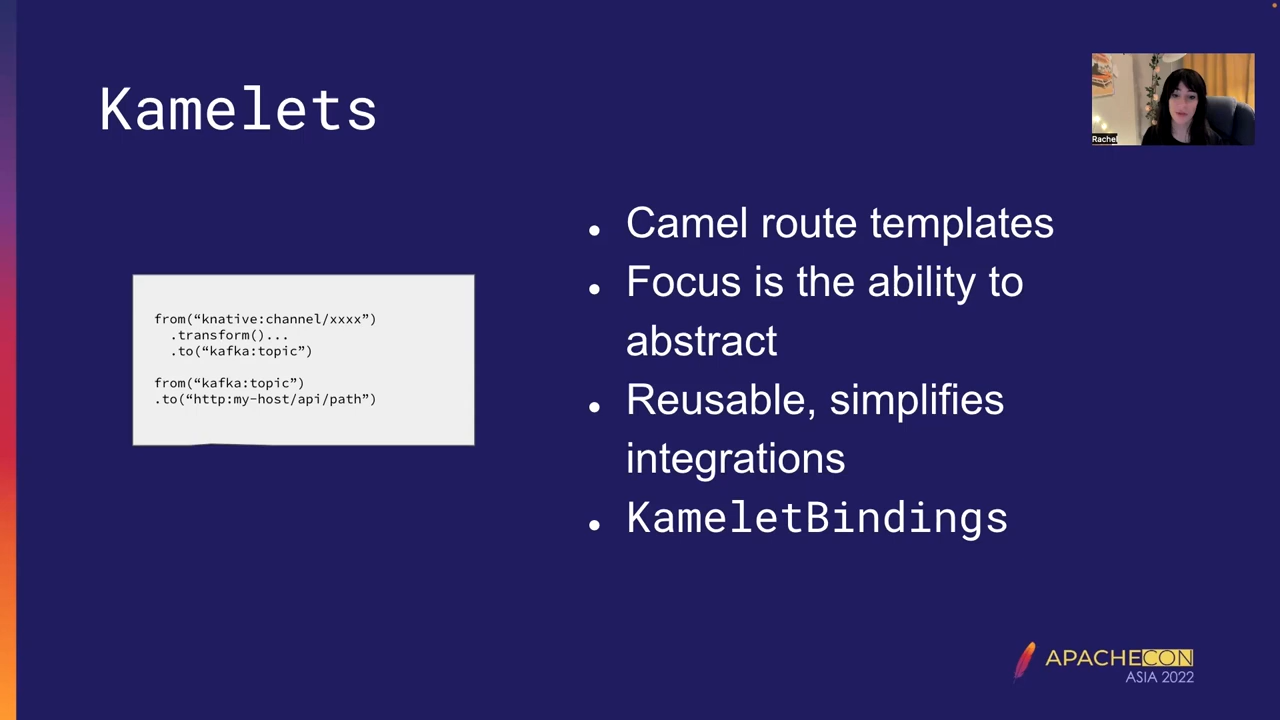 Kamelets
Rachel
from(“knative:channel/xxxx”)
.transform()...
.to(“kafka:topic”)
from(“kafka:topic”)
.to(“http:my-host/api/path”)
Camel route templates
Focus is the ability to
abstract
Reusable, simplifies
integrations
KameletBindings
APACHECON
ASIA 2022